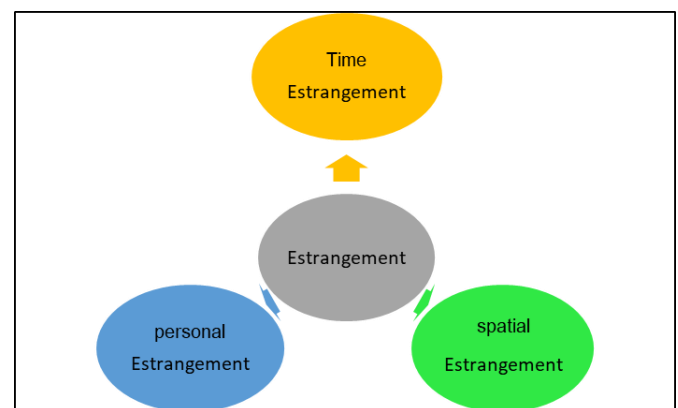 Time
Estrangement
Estrangement
personal
Estrangement
spatial
Estrangement